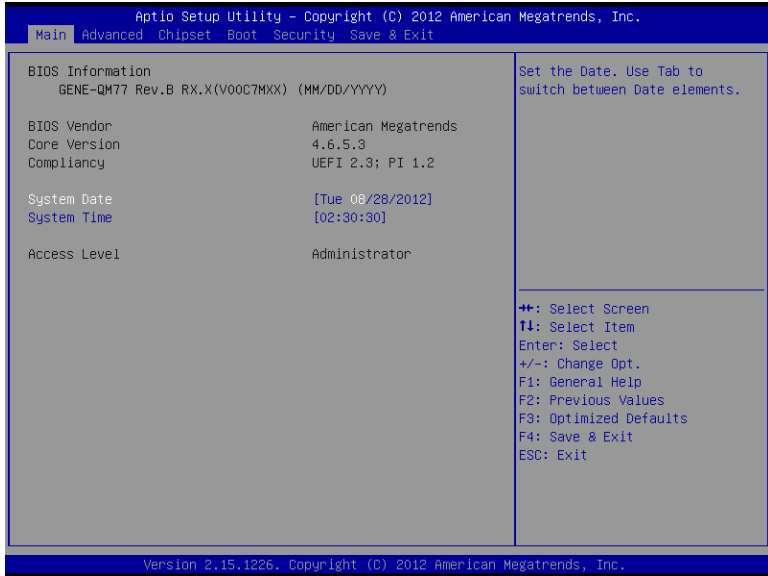 Aptio Setup Utility – Copyright (C) 2012 American Megatrends, Inc.
Main Advanced Chipset Boot Security Save & Exit
BIOS Information
GENE-QM77 Rev.B RX.X(V00C7MXX) (MM/DD/YYYY)
BIOS Vendor American Megatrends
Core Version 4.6.5.3
Compliancy UEFI 2.3; PI 1.2
System Date [Tue 08/28/2012]
System Time [02:30:30]
Access Level Administrator
Set the Date. Use Tab to
switch between Date elements.
→←: Select Screen
↑↓: Select Item
Enter: Select
+/-: Change Opt.
F1: General Help
F2: Previous Values
F3: Optimized Defaults
F4: Save & Exit
ESC: Exit
Version 2.15.1226. Copyright (C) 2012 American Megatrends, Inc.